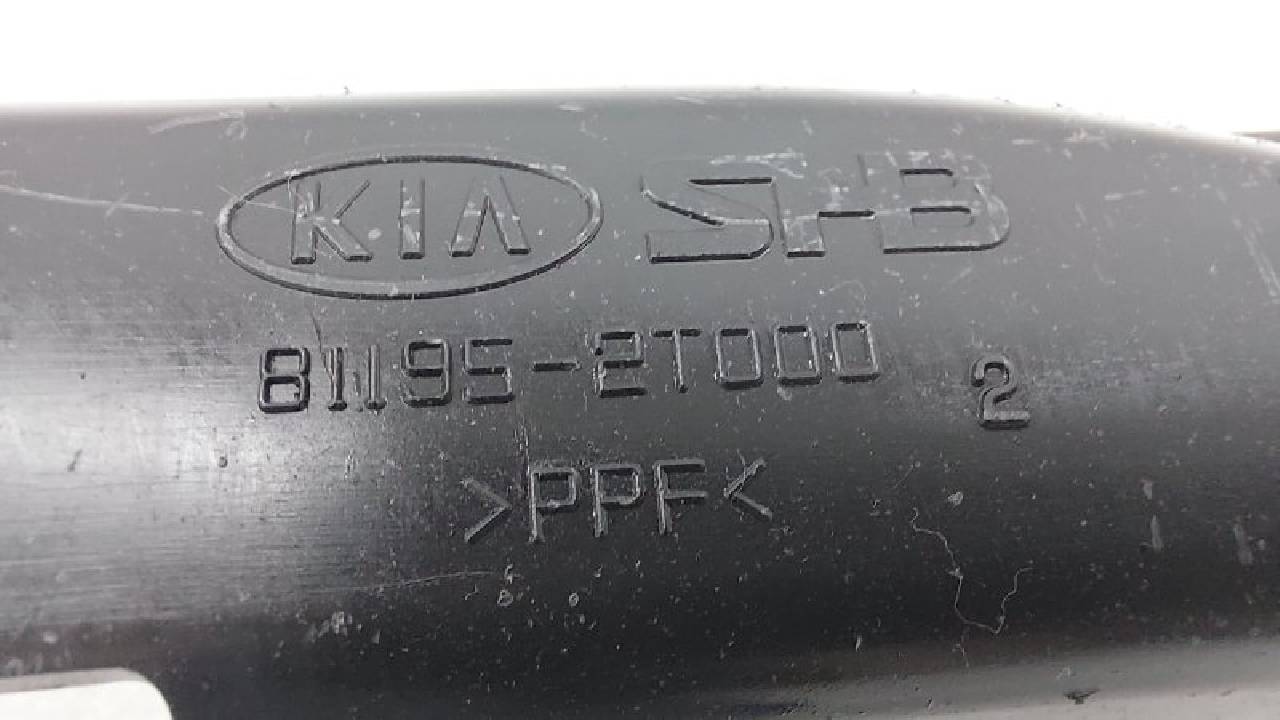 KIA SHB
81195-2T000 2
>PPF<